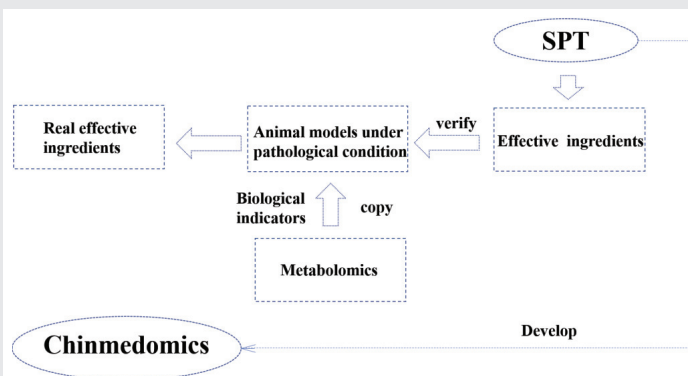 SPT
Real effective
ingredients
Animal models under
pathological condition
verify
Effective ingredients
Biological
indicators
copy
Metabolomics
Chinmedomics
Develop